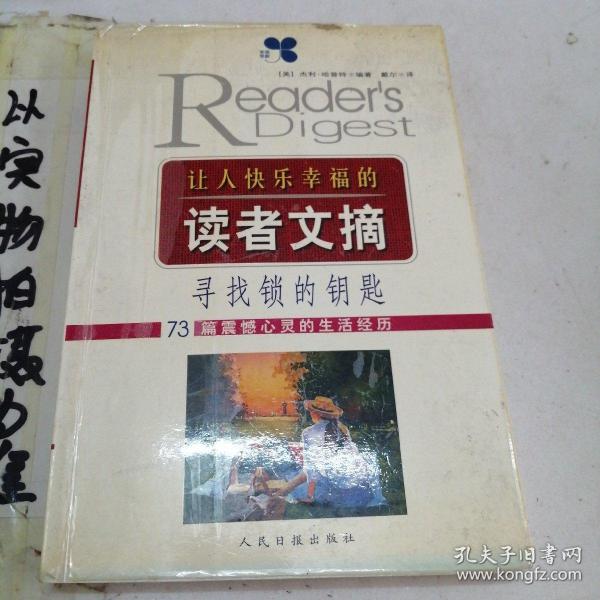 以实物拍摄为准
[美] 杰利·哈普特 编著 戴尔 译
Reader's
Digest
让人快乐幸福的
读者文摘
寻找锁的钥匙
73 篇震憾心灵的生活经历
人民日报出版社
孔夫子旧书网
www.kongfz.com